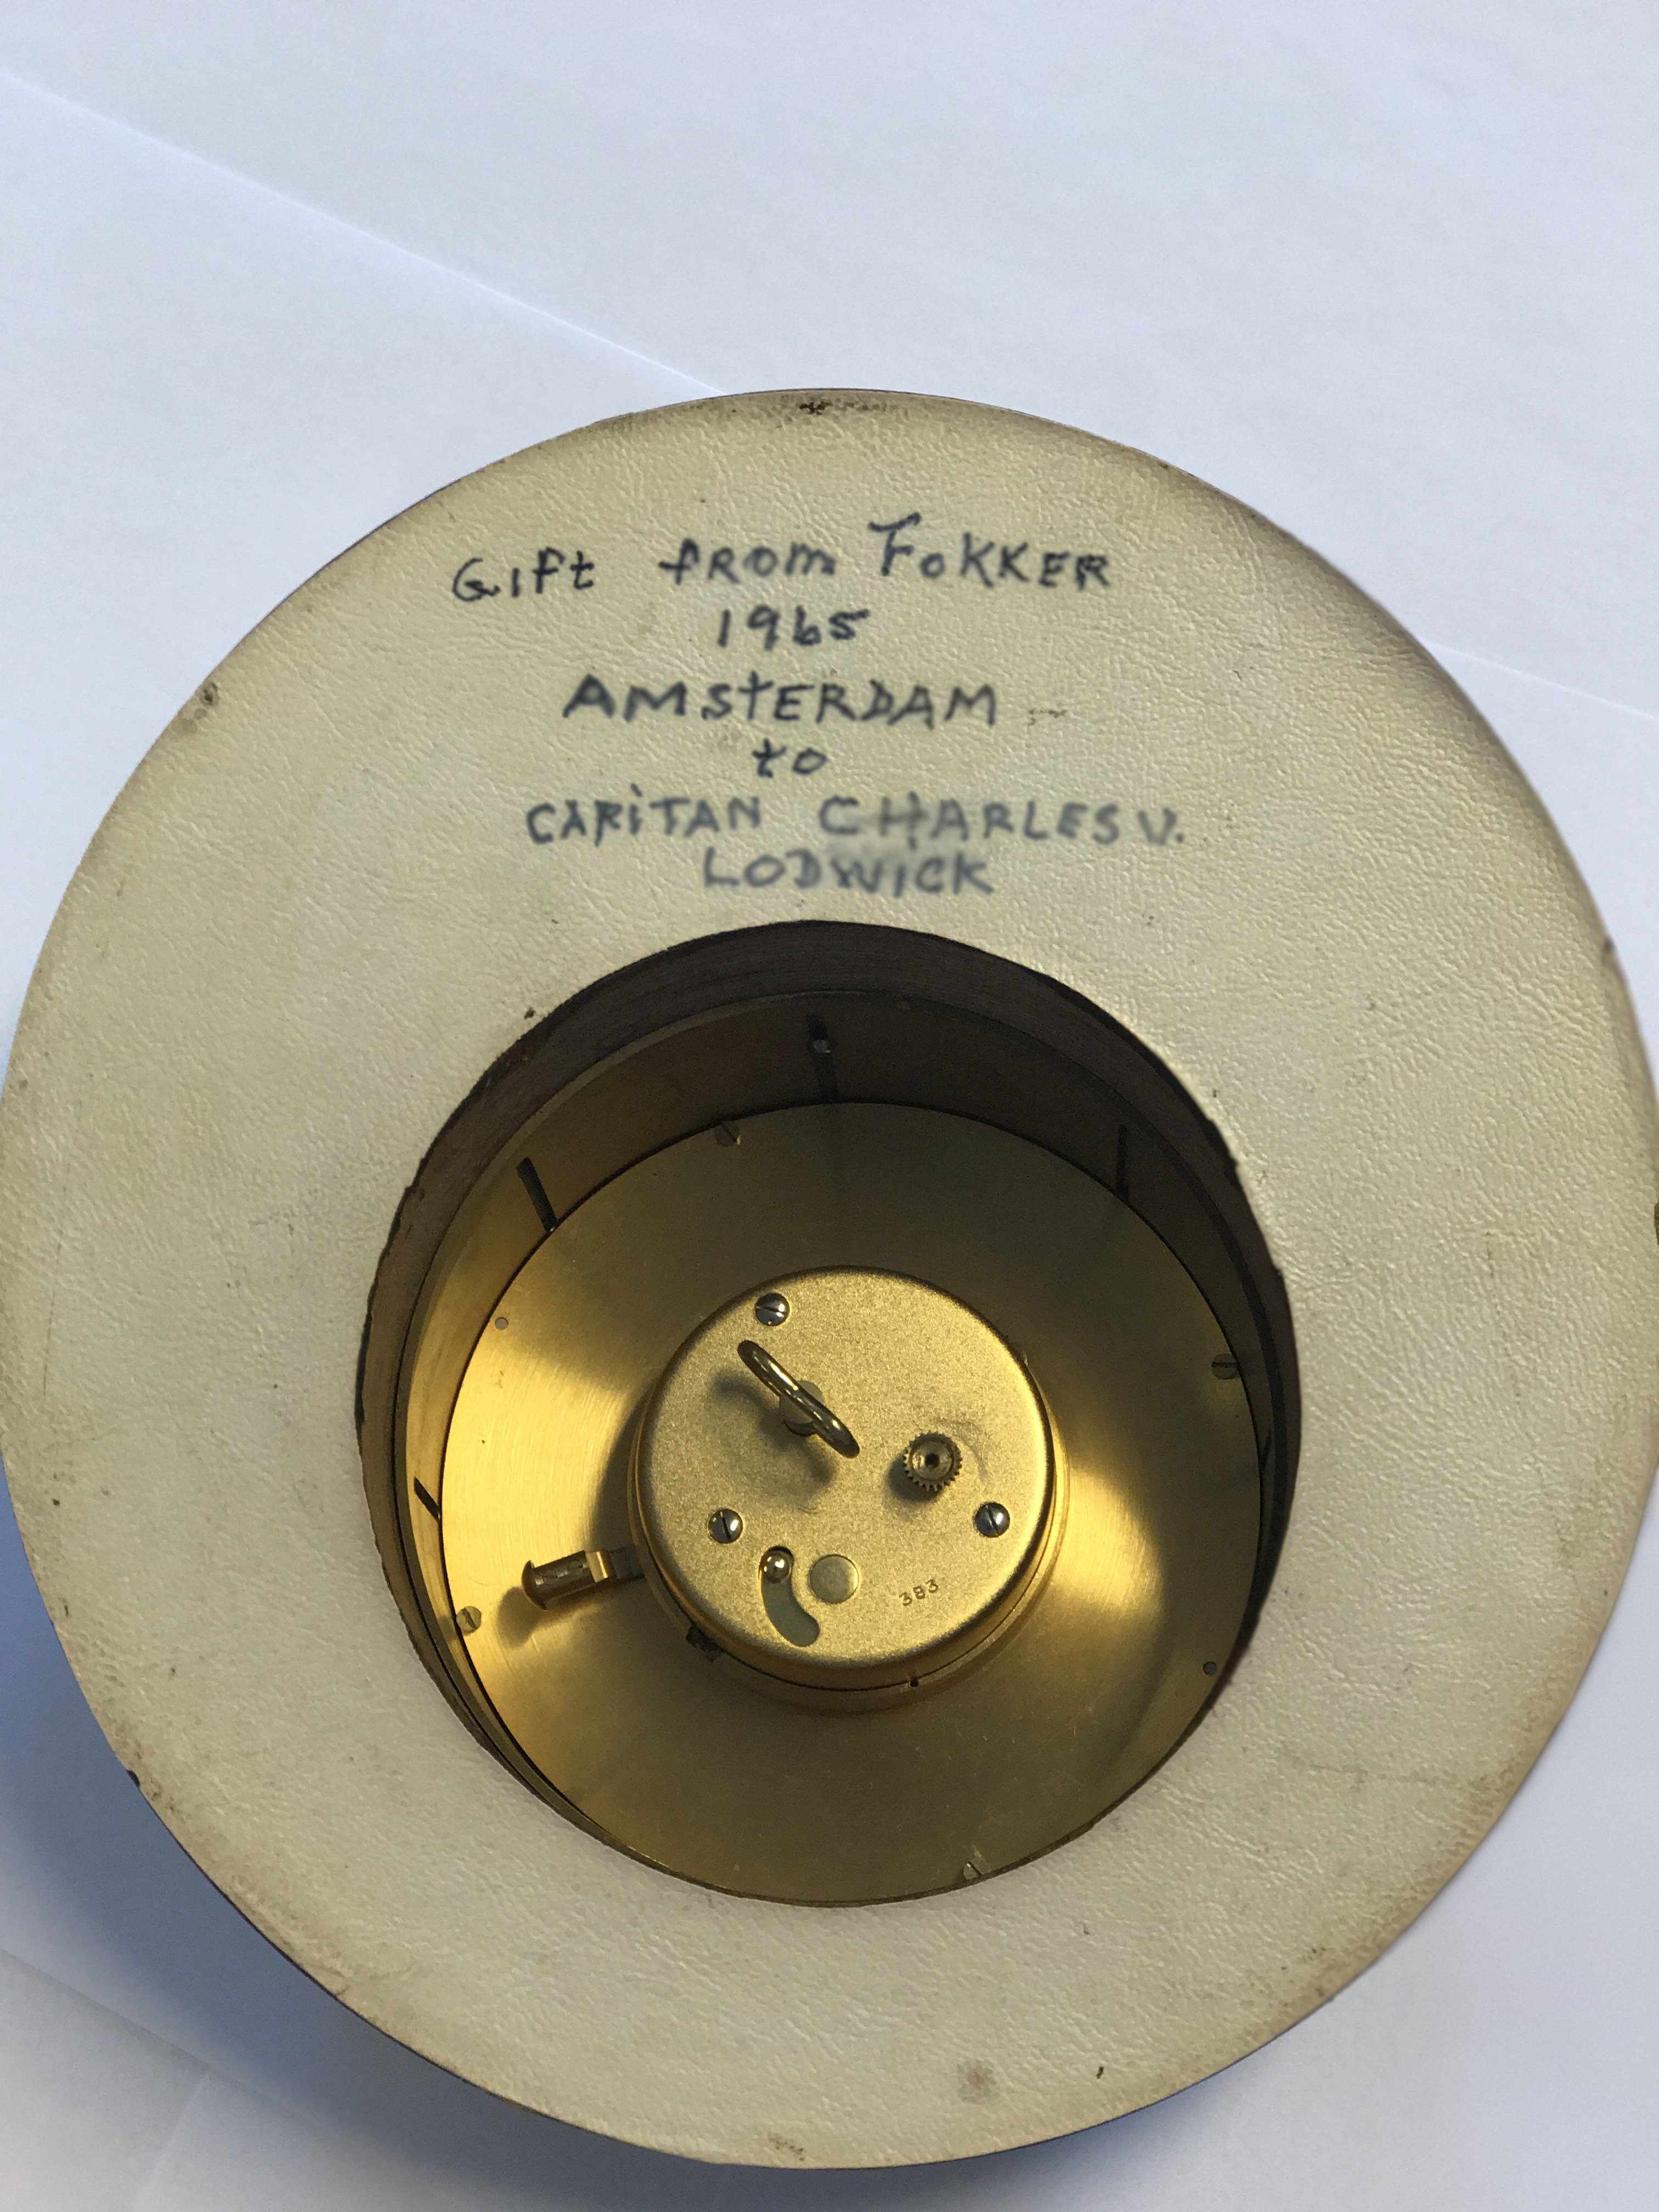 Gift from FOKKER
1965
AMSTERDAM
to
CAPiTAN CHARLES V.
LODWICK
383